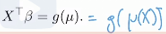 X^⊤β = g(μ). = g(μ(X))